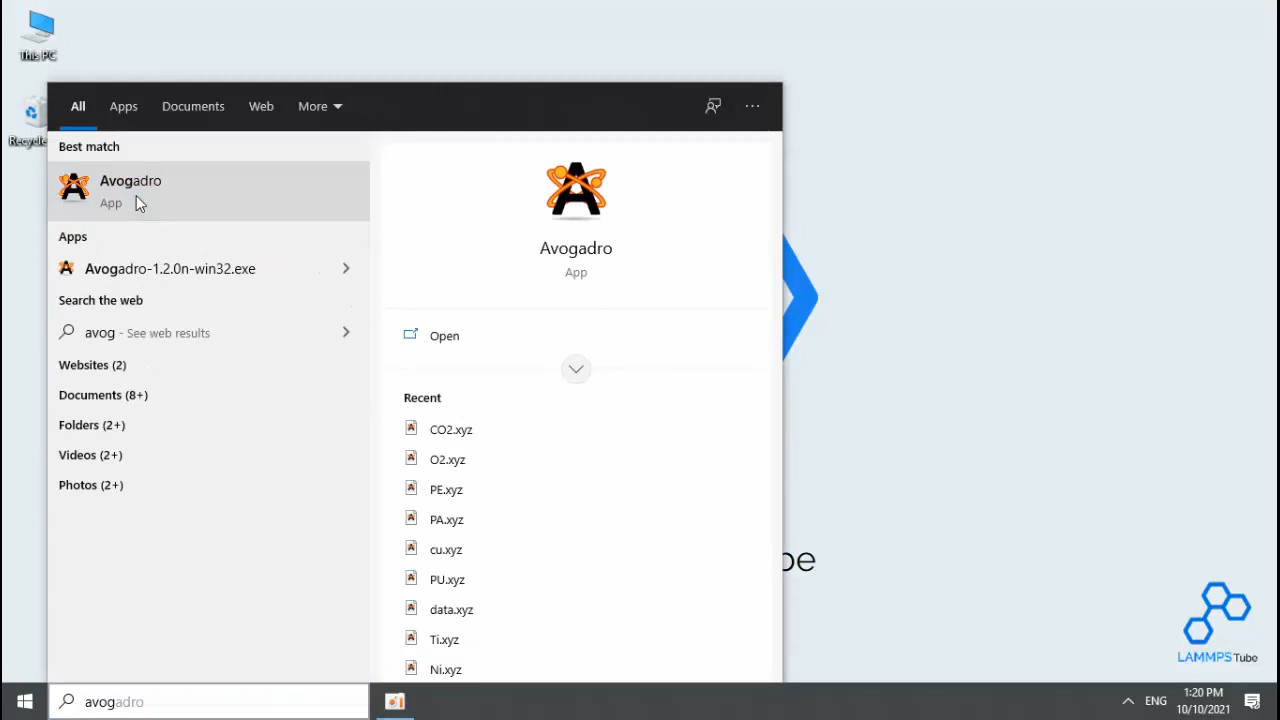 This PC
Recycle
All Apps Documents Web More
Best match
Avogadro
App
Apps
Avogadro-1.2.0n-win32.exe
Search the web
avog - See web results
Websites (2)
Documents (8+)
Folders (2+)
Videos (2+)
Photos (2+)
Avogadro
App
Open
Recent
CO2.xyz
O2.xyz
PE.xyz
PA.xyz
cu.xyz
PU.xyz
data.xyz
Ti.xyz
Ni.xyz
be
LAMMPSTube
avogadro
ENG
1:20 PM
10/10/2021